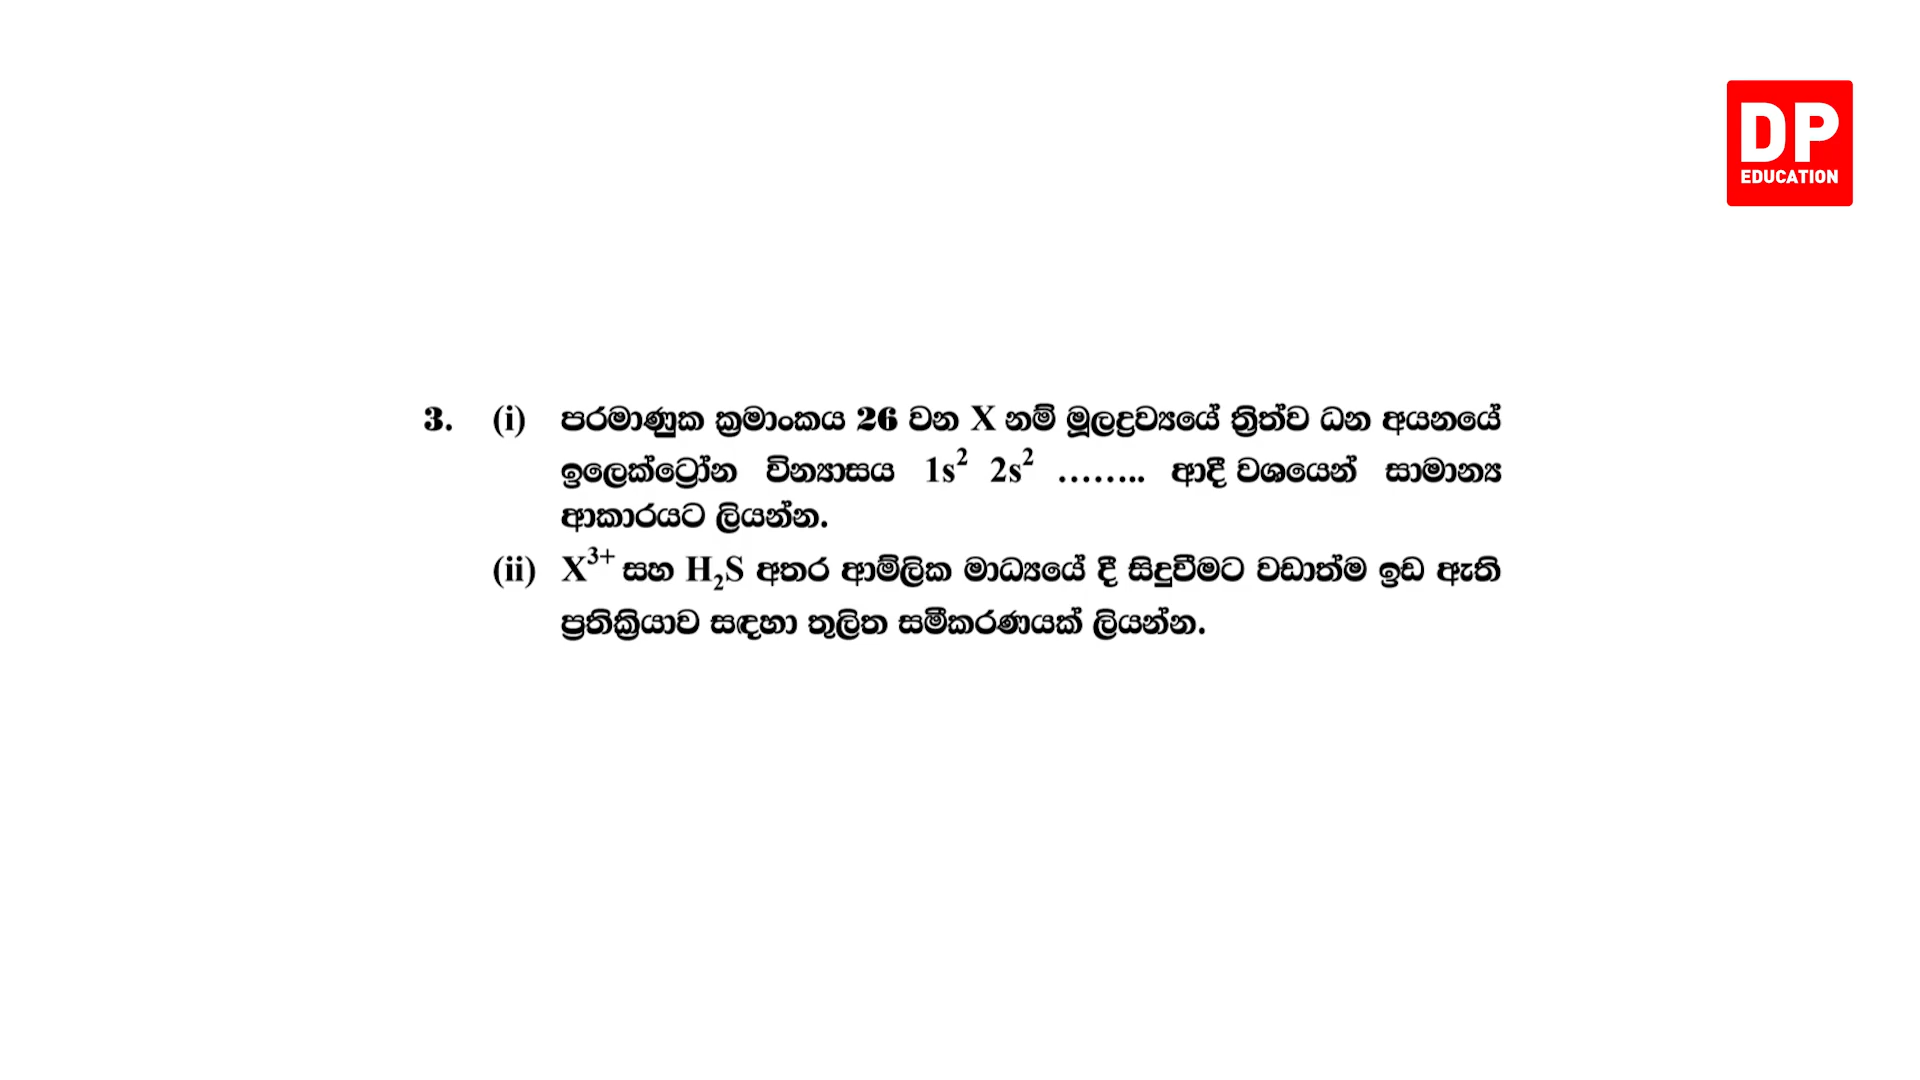 DP
EDUCATION
3. (i) පරමාණුක ක්‍රමාංකය 26 වන X නම් මූලද්‍රව්‍යයේ ත්‍රිත්ව ධන අයනයේ
ඉලෙක්ට්‍රෝන වින්‍යාසය 1s² 2s² …….. ආදී වශයෙන් සාමාන්‍ය
ආකාරයට ලියන්න.
(ii) X³⁺ සහ H₂S අතර ආම්ලික මාධ්‍යයේ දී සිදුවීමට වඩාත්ම ඉඩ ඇති
ප්‍රතික්‍රියාව සඳහා තුලිත සමීකරණයක් ලියන්න.